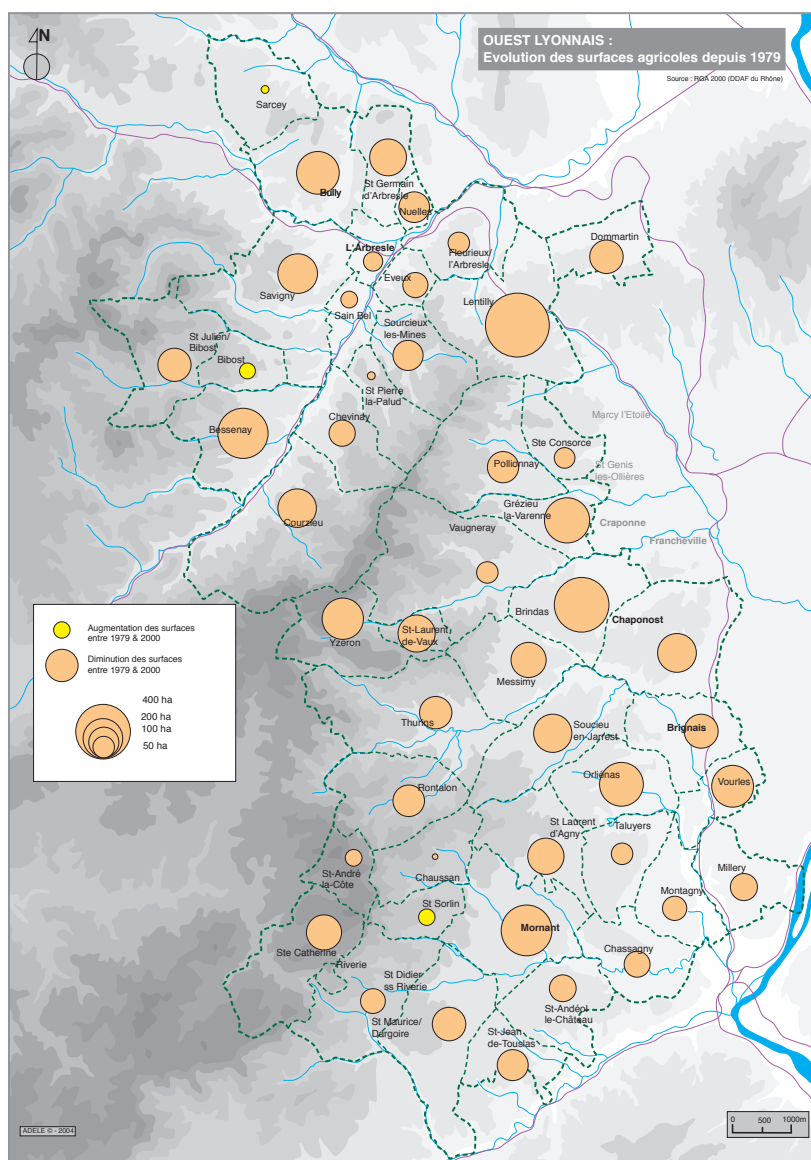 N
OUEST LYONNAIS :
Evolution des surfaces agricoles depuis 1979
Source : RGA 2000 (DDAF du Rhône)
Sarcey
Bully
St Germain
d'Arbresle
Nuelles
L'Arbresle
Fleurieux/
l'Arbresle
Dommartin
Savigny
Eveux
Lentilly
Sain Bel
Sourcieux
les-Mines
St Julien/
Bibost
Bibost
St Pierre
la-Palud
Bessenay
Chevinay
Marcy l'Etoile
Ste Consorce
Pollionnay
St Genis
les-Ollières
Courzieu
Grézieu
la-Varenne
Vaugneray
Craponne
Francheville
Augmentation des surfaces
entre 1979 & 2000
Diminution des surfaces
entre 1979 & 2000
400 ha
200 ha
100 ha
50 ha
Yzeron
St-Laurent
de-Vaux
Brindas
Chaponost
Messimy
Thurins
Soucieu
en-Jarrest
Brignais
Rontalon
Orliénas
Vourles
St Laurent
d'Agny
Taluyers
St-André
la-Côte
Chaussan
Millery
St Sorlin
Montagny
Ste Catherine
Mornant
Riverie
Chassagny
St Didier
ss Riverie
St-Andéol
le-Château
St Maurice/
Dargoire
St-Jean
de-Touslas
ADELE © - 2004
0 500 1000m